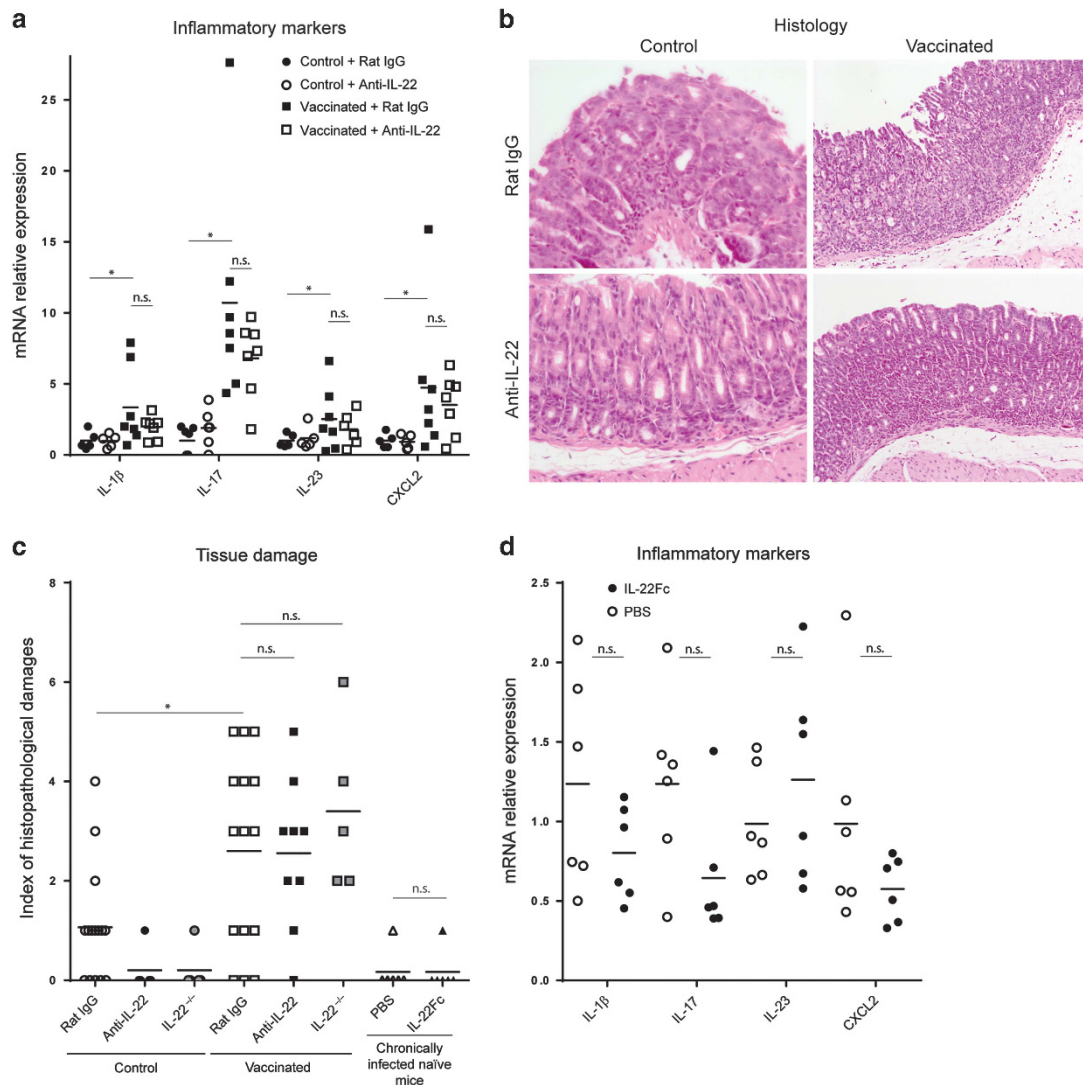 a
Inflammatory markers
mRNA relative expression
25
20
15
10
5
0
Control + Rat IgG
Control + Anti-IL-22
Vaccinated + Rat IgG
Vaccinated + Anti-IL-22
*
n.s.
*
n.s.
*
n.s.
*
n.s.
IL-1β
IL-17
IL-23
CXCL2
b
Histology
Control
Vaccinated
Rat IgG
Anti-IL-22
c
Tissue damage
Index of histopathological damages
8
6
4
2
0
*
n.s.
n.s.
n.s.
Rat IgG
Anti-IL-22
IL-22–/–
Rat IgG
Anti-IL-22
IL-22–/–
PBS
IL-22Fc
Control
Vaccinated
Chronically
infected naïve
mice
d
Inflammatory markers
mRNA relative expression
2.5
2.0
1.5
1.0
0.5
0.0
IL-22Fc
PBS
n.s.
n.s.
n.s.
n.s.
IL-1β
IL-17
IL-23
CXCL2